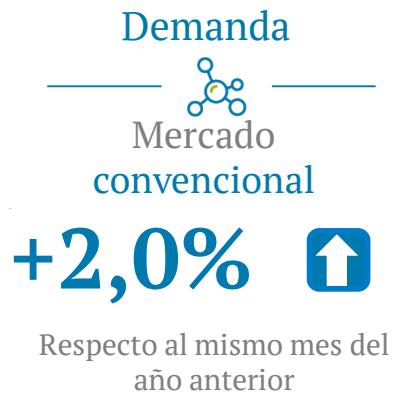 Demanda
Mercado
convencional
+2,0%
Respecto al mismo mes del
año anterior